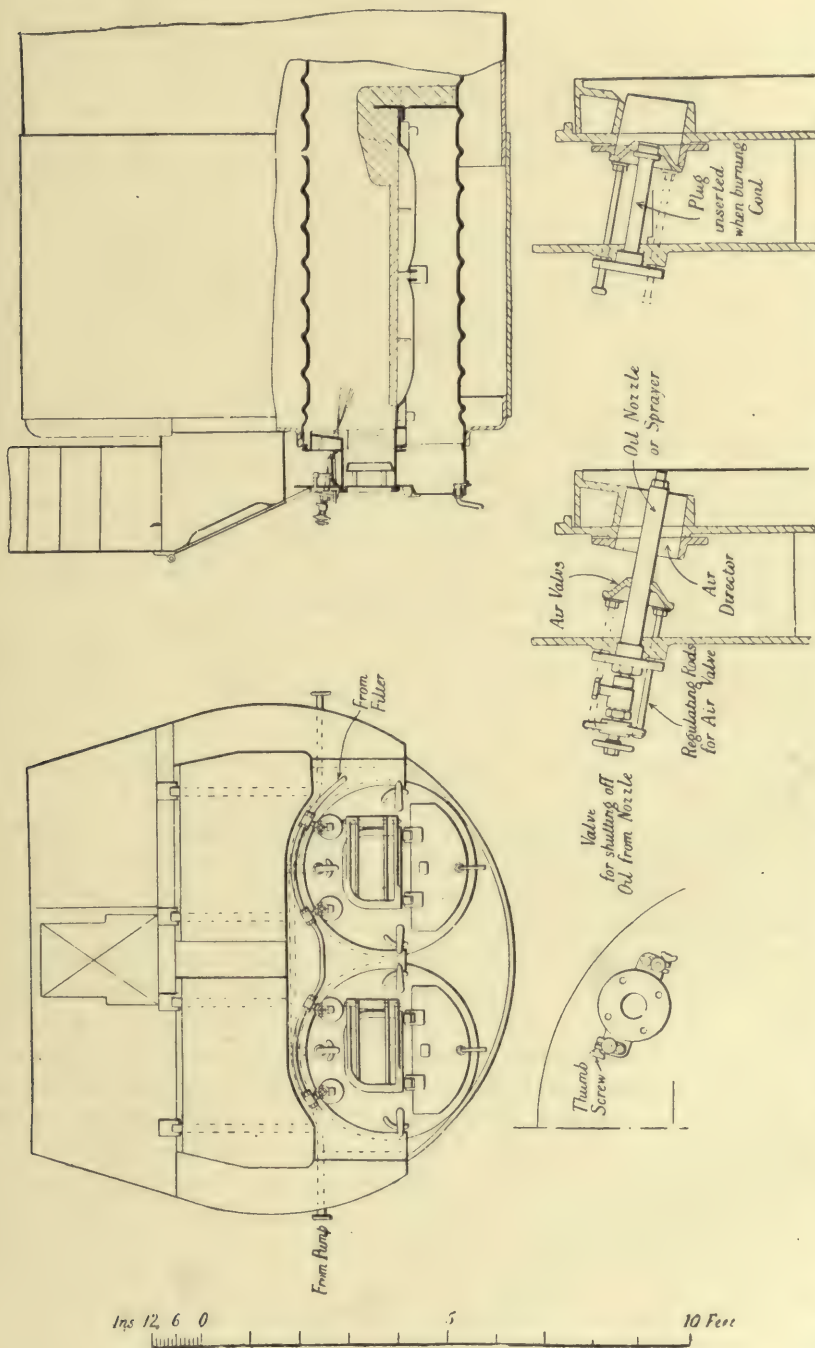 Plug
inserted
when burning
Coal
Oil Nozzle
or Sprayer
Air Valve
Air
Director
Regulating Rods
for Air Valve
Valve
for shutting off
Oil from Nozzle
From
Filter
From Pump
Thumb
Screw
Ins 12 6 0 5 10 Feet